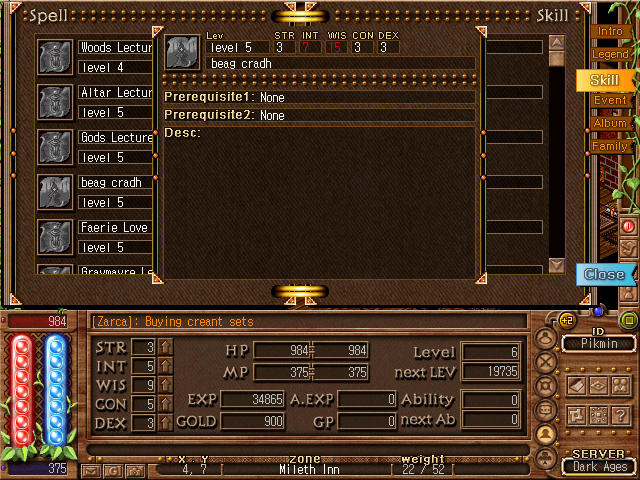 Spell
Skill
Lev STR INT WIS CON DEX
level 5 3 7 5 3 3
beag cradh
Prerequisite1: None
Prerequisite2: None
Desc:
Woods Lectur
level 4
Altar Lectur
level 5
Gods Lecture
level 5
beag cradh
level 5
Faerie Love
level 5
Graymayre Le
Intro
Legend
Skill
Event
Album
Family
Close
984
[Zarca]: Buying creant sets
+2
STR 3
INT 5
WIS 9
CON 5
DEX 3
HP 984 984
MP 375 375
EXP 34865 A.EXP 0
GOLD 900 GP 0
Level 6
next LEV 19735
Ability 0
next Ab 0
ID
Pikmin
375
x, y zone weight
4, 7 Mileth Inn 22 / 52
SERVER
Dark Ages